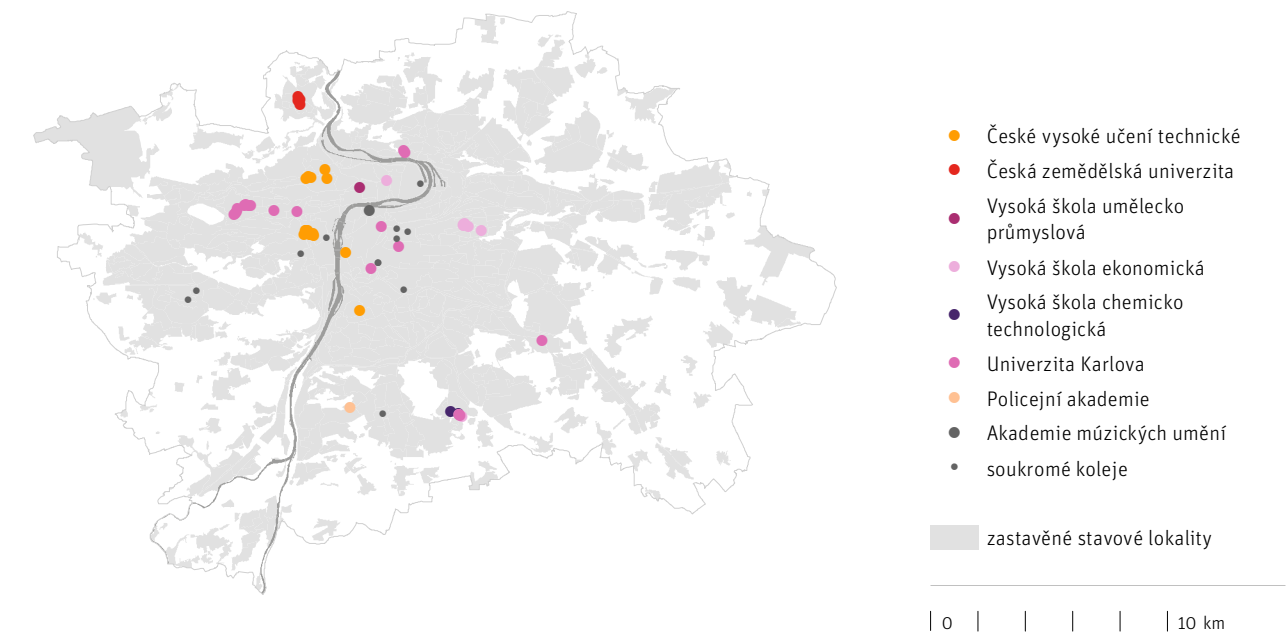 České vysoké učení technické
Česká zemědělská univerzita
Vysoká škola umělecko
průmyslová
Vysoká škola ekonomická
Vysoká škola chemicko
technologická
Univerzita Karlova
Policejní akademie
Akademie múzických umění
soukromé koleje
zastavěné stavové lokality
0 10 km